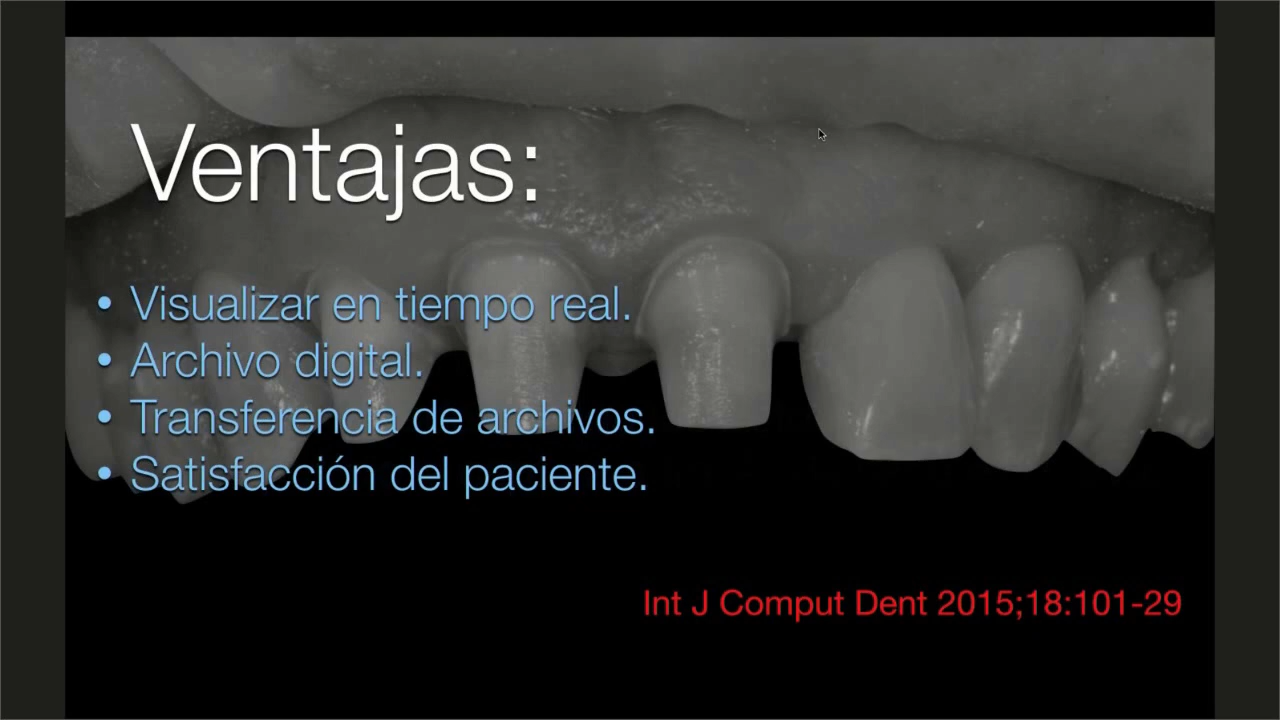 Ventajas:
• Visualizar en tiempo real.
• Archivo digital.
• Transferencia de archivos.
• Satisfacción del paciente.
Int J Comput Dent 2015;18:101-29